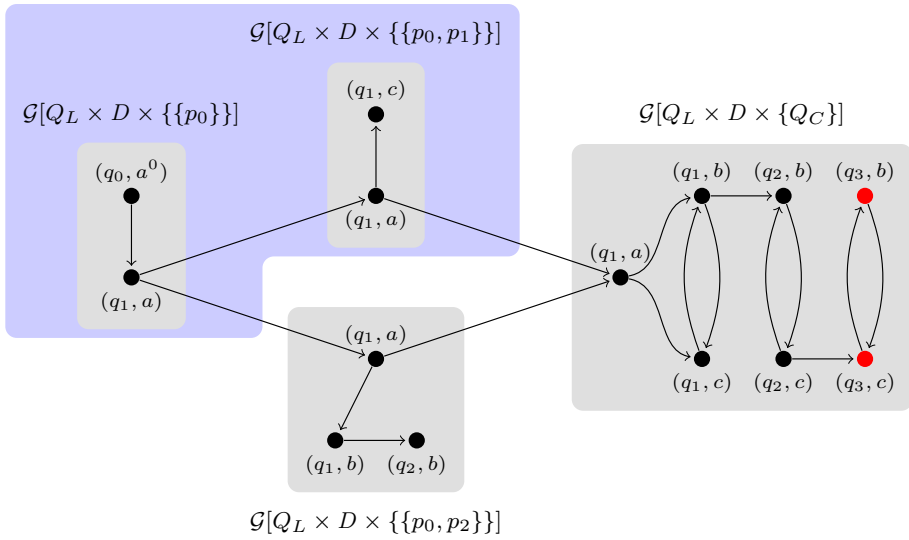 𝒢[Q_L × D × {{p_0, p_1}}]
(q_1, c)
(q_1, a)
𝒢[Q_L × D × {{p_0}}]
(q_0, a^0)
(q_1, a)
𝒢[Q_L × D × {Q_C}]
(q_1, b) (q_2, b) (q_3, b)
(q_1, a)
(q_1, c) (q_2, c) (q_3, c)
(q_1, a)
(q_1, b) (q_2, b)
𝒢[Q_L × D × {{p_0, p_2}}]